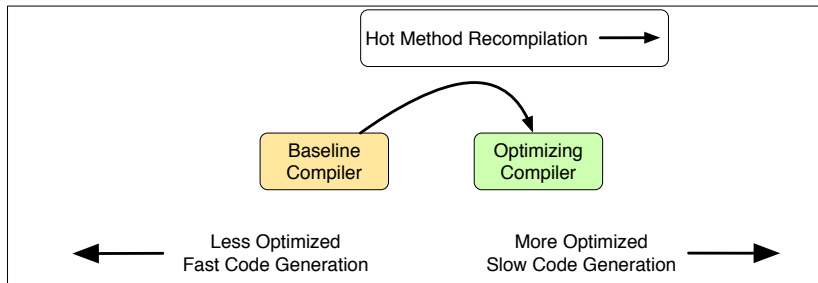 Hot Method Recompilation
Baseline
Compiler
Optimizing
Compiler
Less Optimized
Fast Code Generation
More Optimized
Slow Code Generation